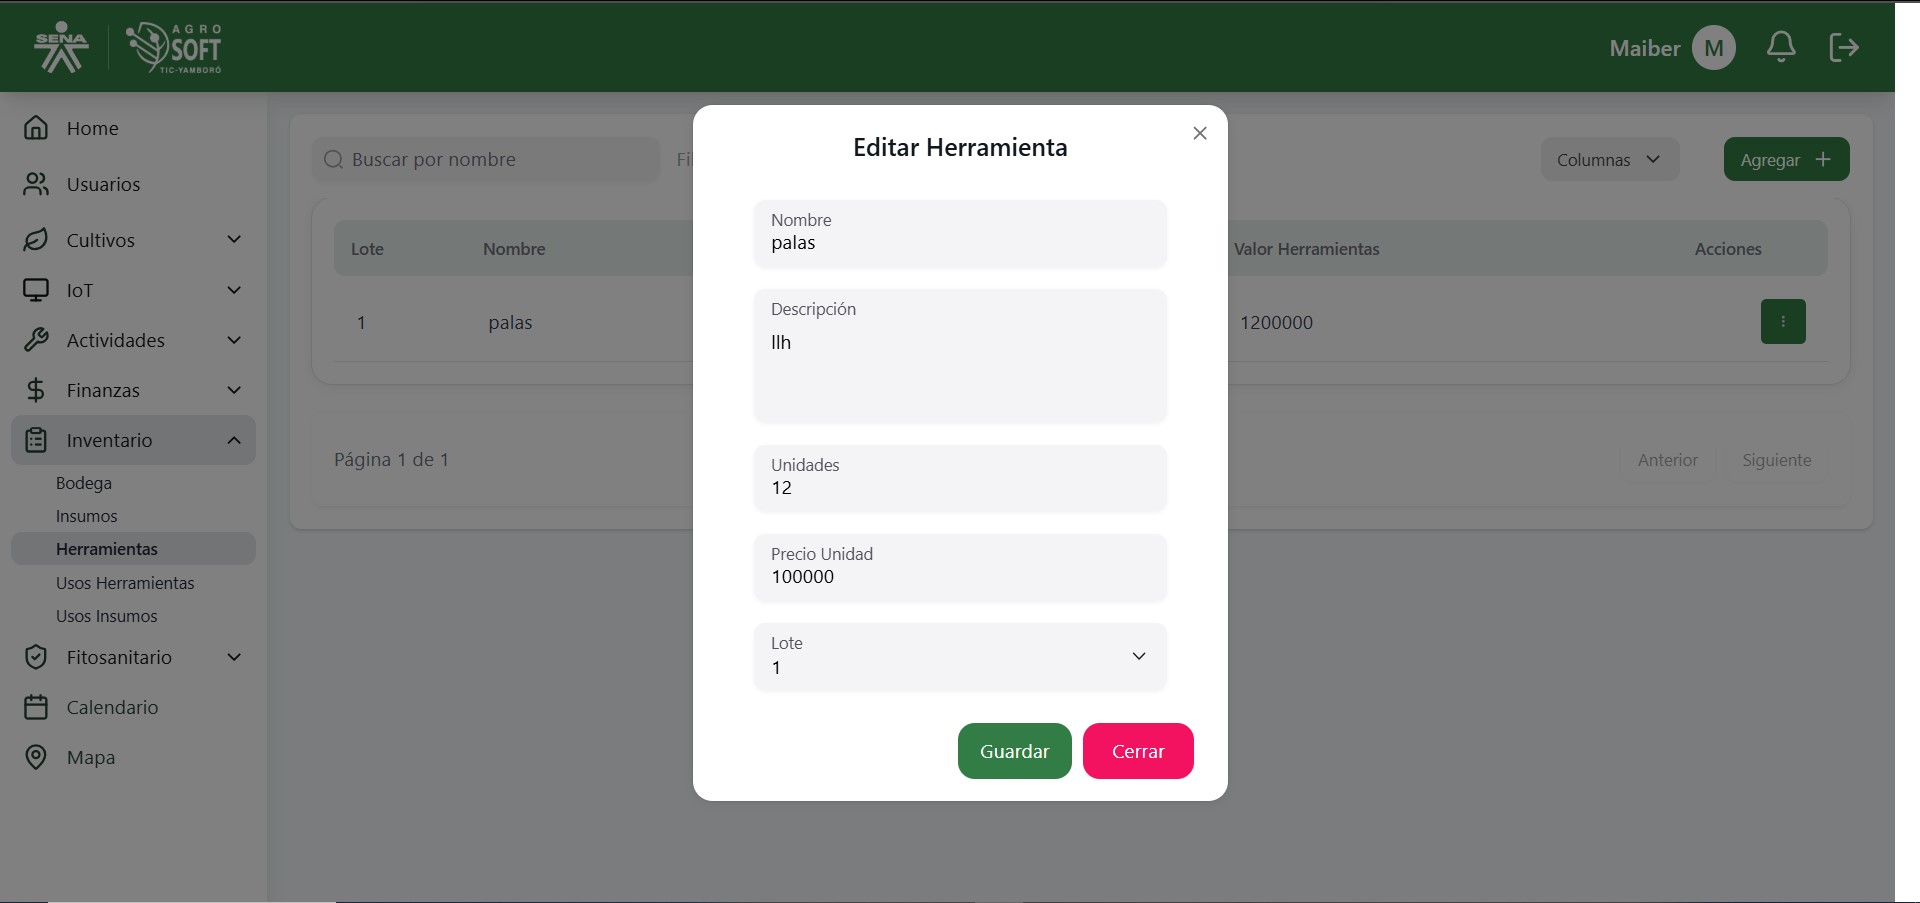 SENA
AGRO
SOFT
TIC-YAMBORÓ
Maiber M
Home
Usuarios
Cultivos
IoT
Actividades
Finanzas
Inventario
Bodega
Insumos
Herramientas
Usos Herramientas
Usos Insumos
Fitosanitario
Calendario
Mapa
Buscar por nombre
Columnas
Agregar +
Lote Nombre Valor Herramientas Acciones
1 palas 1200000
Página 1 de 1
Anterior Siguiente
Editar Herramienta
Nombre
palas
Descripción
llh
Unidades
12
Precio Unidad
100000
Lote
1
Guardar Cerrar